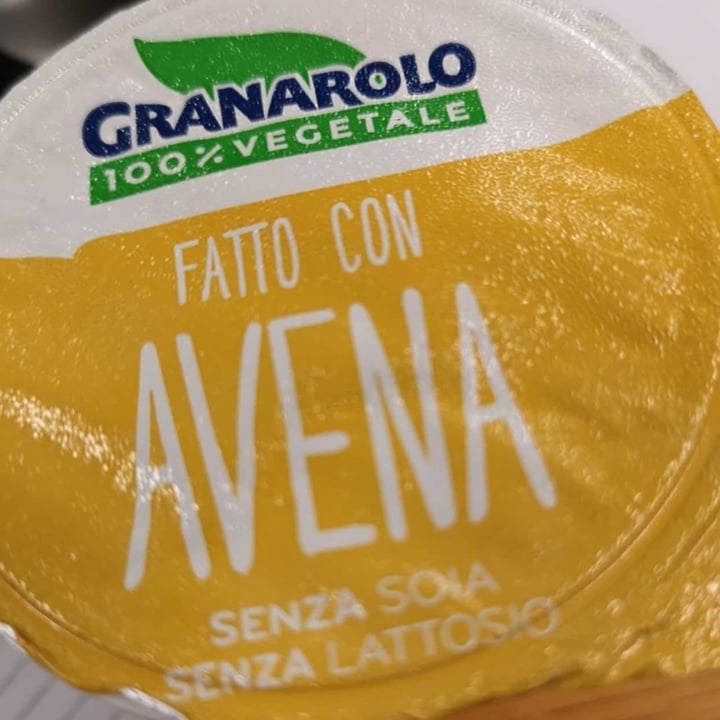 GRANAROLO
100% VEGETALE
FATTO CON
AVENA
SENZA SOIA
SENZA LATTOSIO